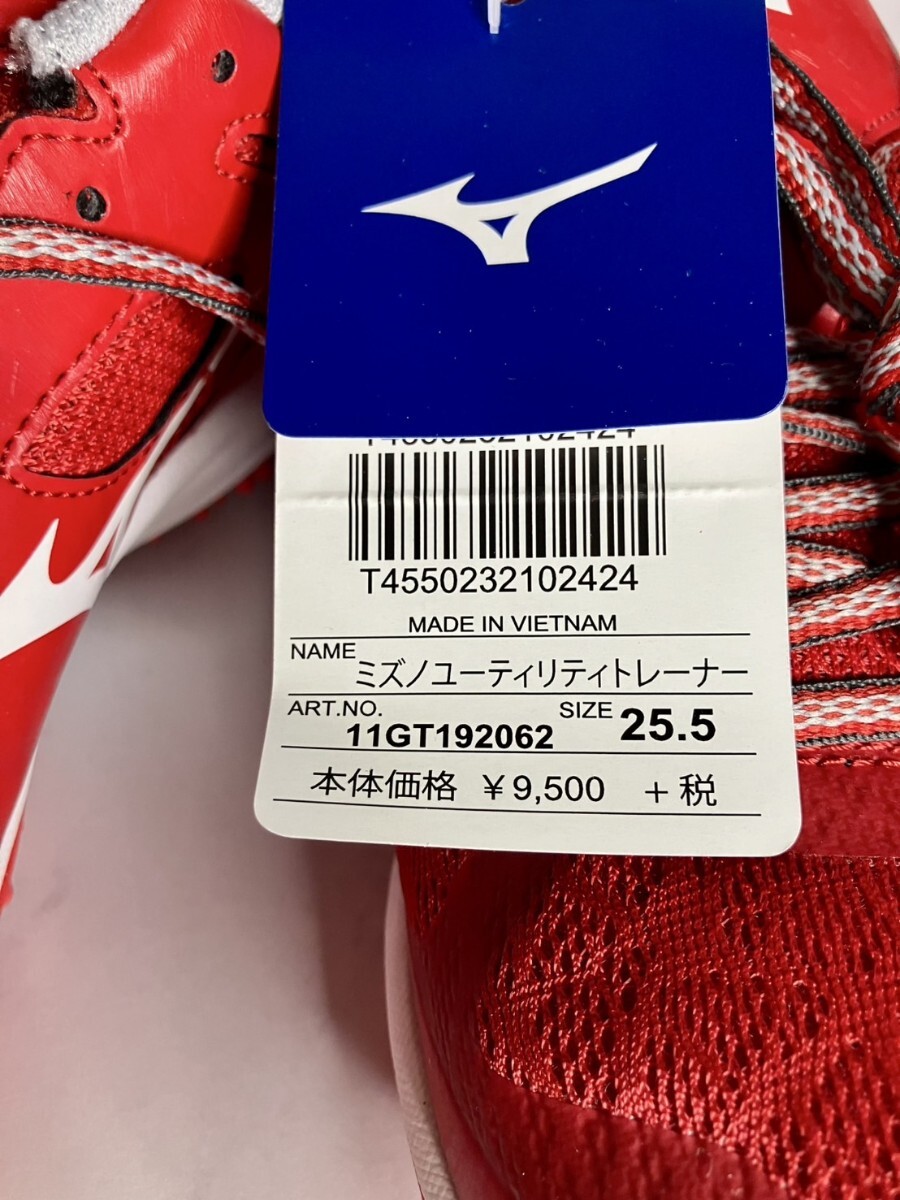 T4550232102424
T4550232102424
MADE IN VIETNAM
NAME ミズノユーティリティトレーナー
ART.NO. 11GT192062 SIZE 25.5
本体価格 ¥9,500 +税